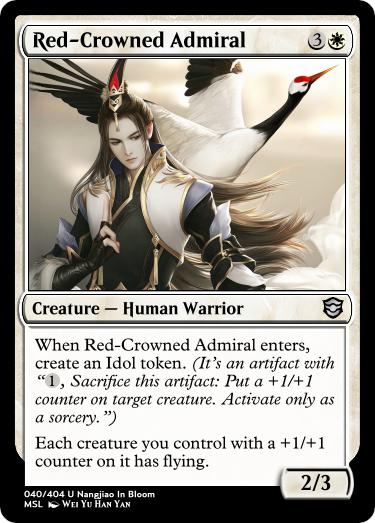 Red-Crowned Admiral 3
Creature — Human Warrior
When Red-Crowned Admiral enters,
create an Idol token. (It's an artifact with
“1, Sacrifice this artifact: Put a +1/+1
counter on target creature. Activate only as
a sorcery.”)
Each creature you control with a +1/+1
counter on it has flying.
2/3
040/404 U Nangjiao In Bloom
MSL Wei Yu Han Yan